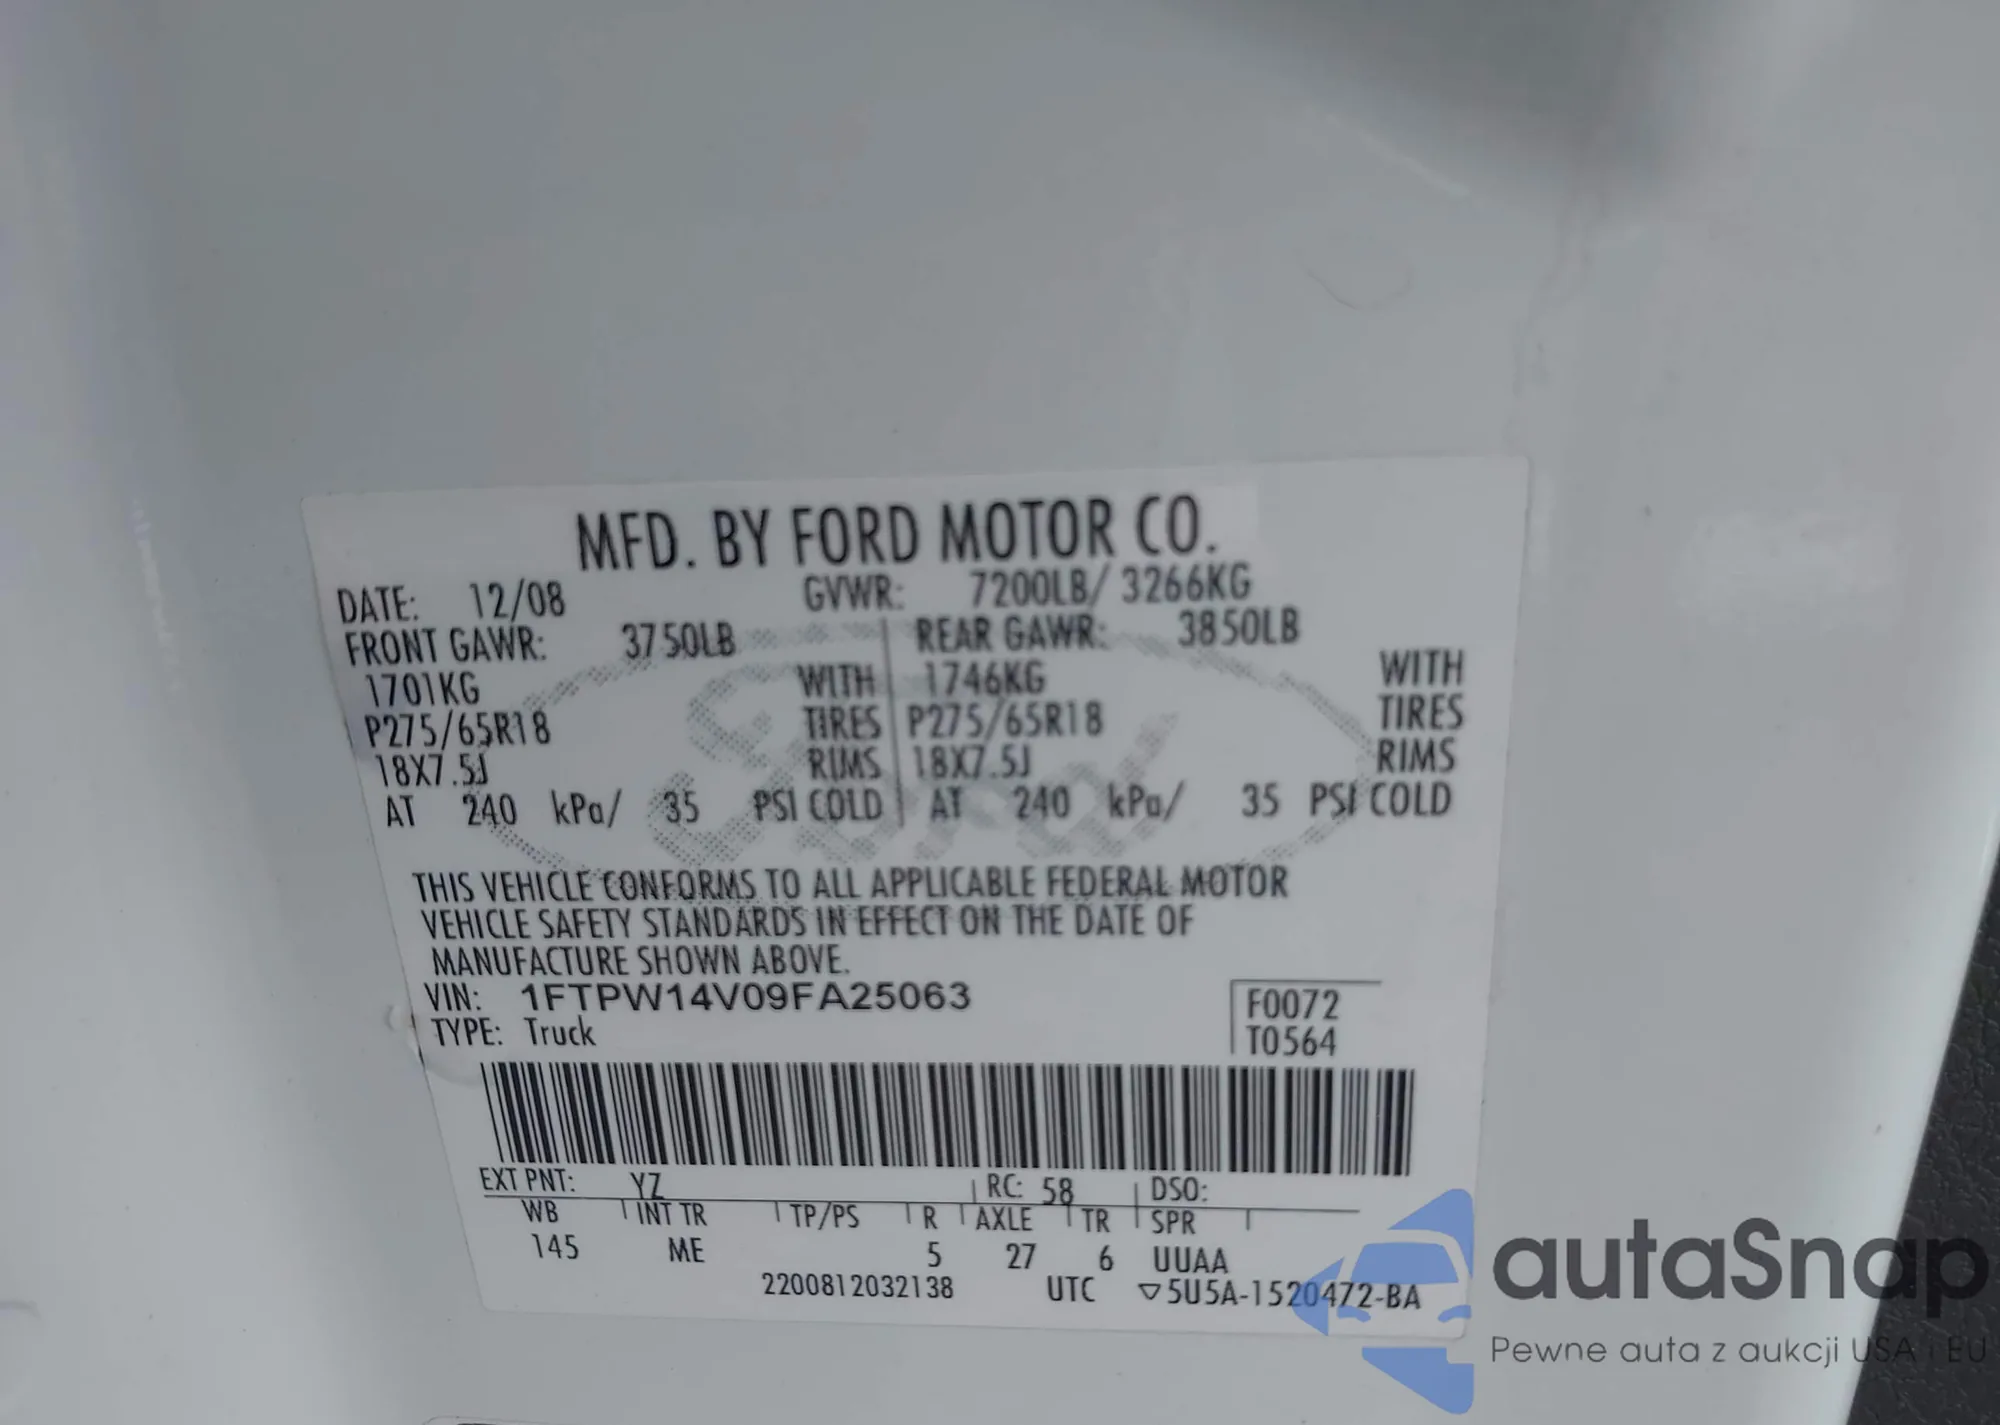 MFD. BY FORD MOTOR CO.
DATE: 12/08 GVWR: 7200LB/ 3266KG
FRONT GAWR: 3750LB REAR GAWR: 3850LB
1701KG WITH 1746KG WITH
P275/65R18 TIRES P275/65R18 TIRES
18X7.5J RIMS 18X7.5J RIMS
AT 240 kPa/ 35 PSI COLD AT 240 kPa/ 35 PSI COLD
Ford
THIS VEHICLE CONFORMS TO ALL APPLICABLE FEDERAL MOTOR
VEHICLE SAFETY STANDARDS IN EFFECT ON THE DATE OF
MANUFACTURE SHOWN ABOVE.
VIN: 1FTPW14V09FA25063 F0072
TYPE: Truck T0564
EXT PNT: YZ RC: 58 DSO:
WB INT TR TP/PS R AXLE TR SPR
145 ME 5 27 6 UUAA
2200812032138 UTC ▽5U5A-1520472-BA
autaSnap
Pewne auta z aukcji USA i EU